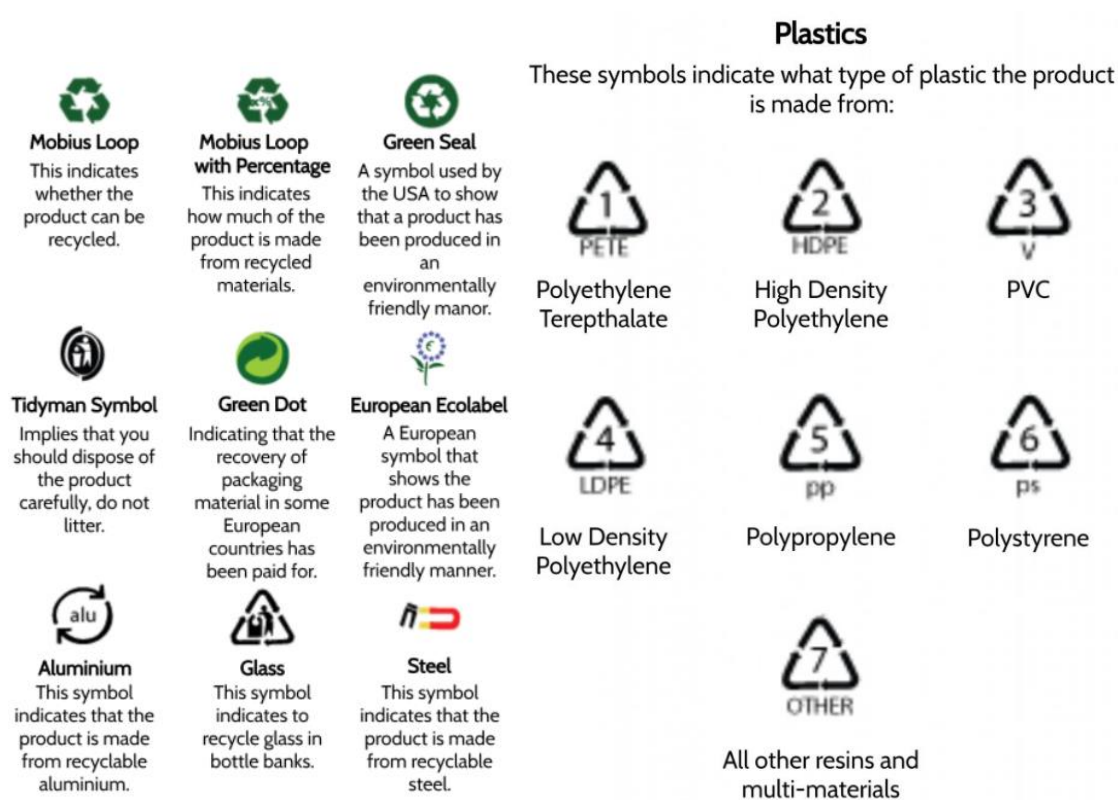 Mobius Loop
This indicates
whether the
product can be
recycled.
Mobius Loop
with Percentage
This indicates
how much of the
product is made
from recycled
materials.
Green Seal
A symbol used by
the USA to show
that a product has
been produced in
an
environmentally
friendly manor.
Tidyman Symbol
Implies that you
should dispose of
the product
carefully, do not
litter.
Green Dot
Indicating that the
recovery of
packaging
material in some
European
countries has
been paid for.
European Ecolabel
A European
symbol that
shows the
product has been
produced in an
environmentally
friendly manner.
alu
Aluminium
This symbol
indicates that the
product is made
from recyclable
aluminium.
Glass
This symbol
indicates to
recycle glass in
bottle banks.
Steel
This symbol
indicates that the
product is made
from recyclable
steel.
Plastics
These symbols indicate what type of plastic the product
is made from:
1
PETE
Polyethylene
Terepthalate
2
HDPE
High Density
Polyethylene
3
V
PVC
4
LDPE
Low Density
Polyethylene
5
pp
Polypropylene
6
ps
Polystyrene
7
OTHER
All other resins and
multi-materials